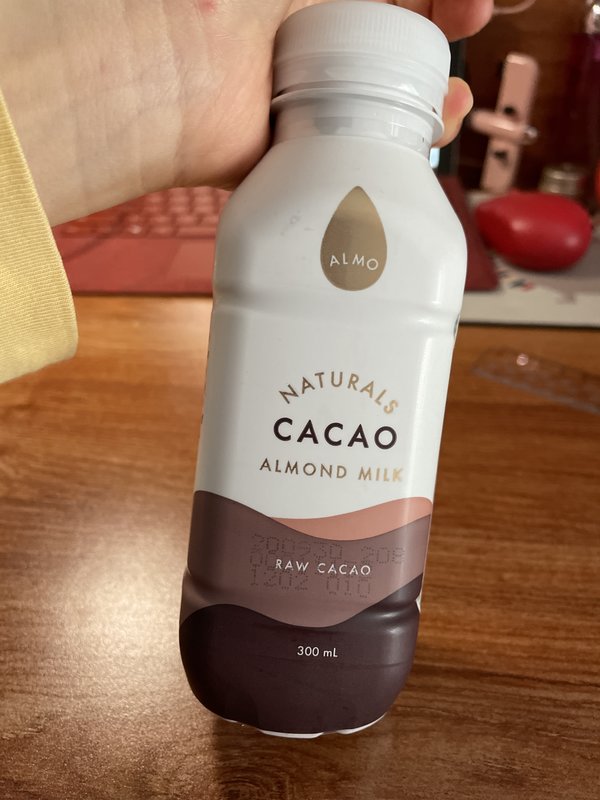 ALMO
NATURALS
CACAO
ALMOND MILK
RAW CACAO
300 mL